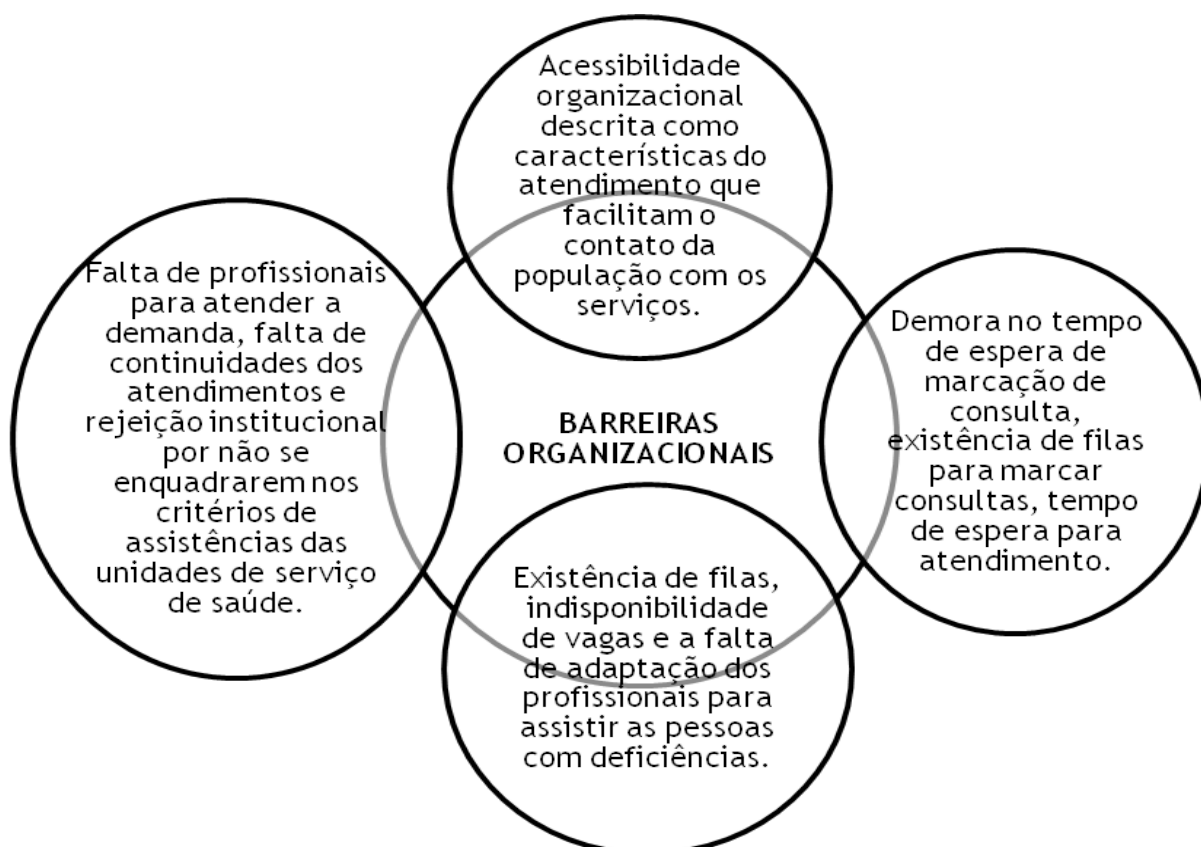 Acessibilidade
organizacional
descrita como
características do
atendimento que
facilitam o
contato da
população com os
serviços.
Falta de profissionais
para atender a
demanda, falta de
continuidades dos
atendimentos e
rejeição institucional
por não se
enquadrarem nos
critérios de
assistências das
unidades de serviço
de saúde.
BARREIRAS
ORGANIZACIONAIS
Demora no tempo
de espera de
marcação de
consulta,
existência de filas
para marcar
consultas, tempo
de espera para
atendimento.
Existência de filas,
indisponibilidade
de vagas e a falta
de adaptação dos
profissionais para
assistir as pessoas
com deficiências.